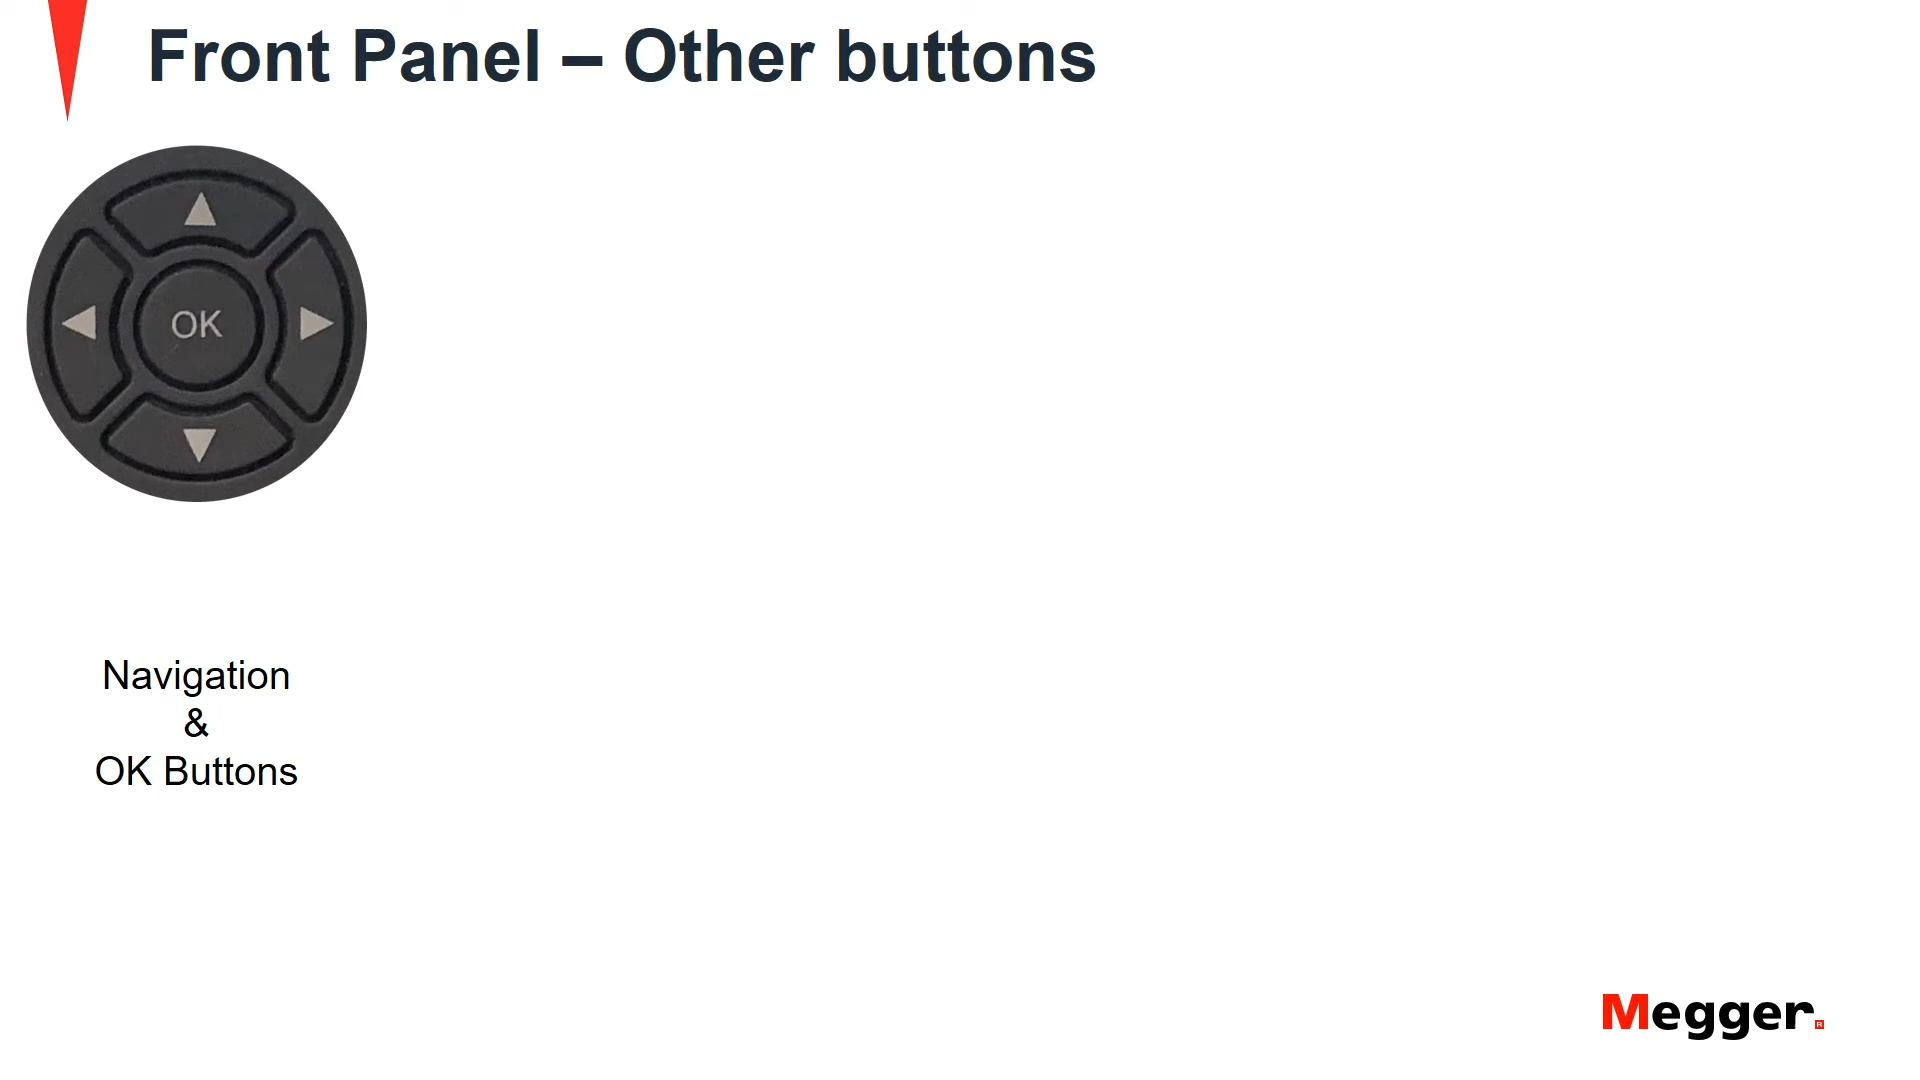 Front Panel – Other buttons
OK
Navigation
&
OK Buttons
Megger®